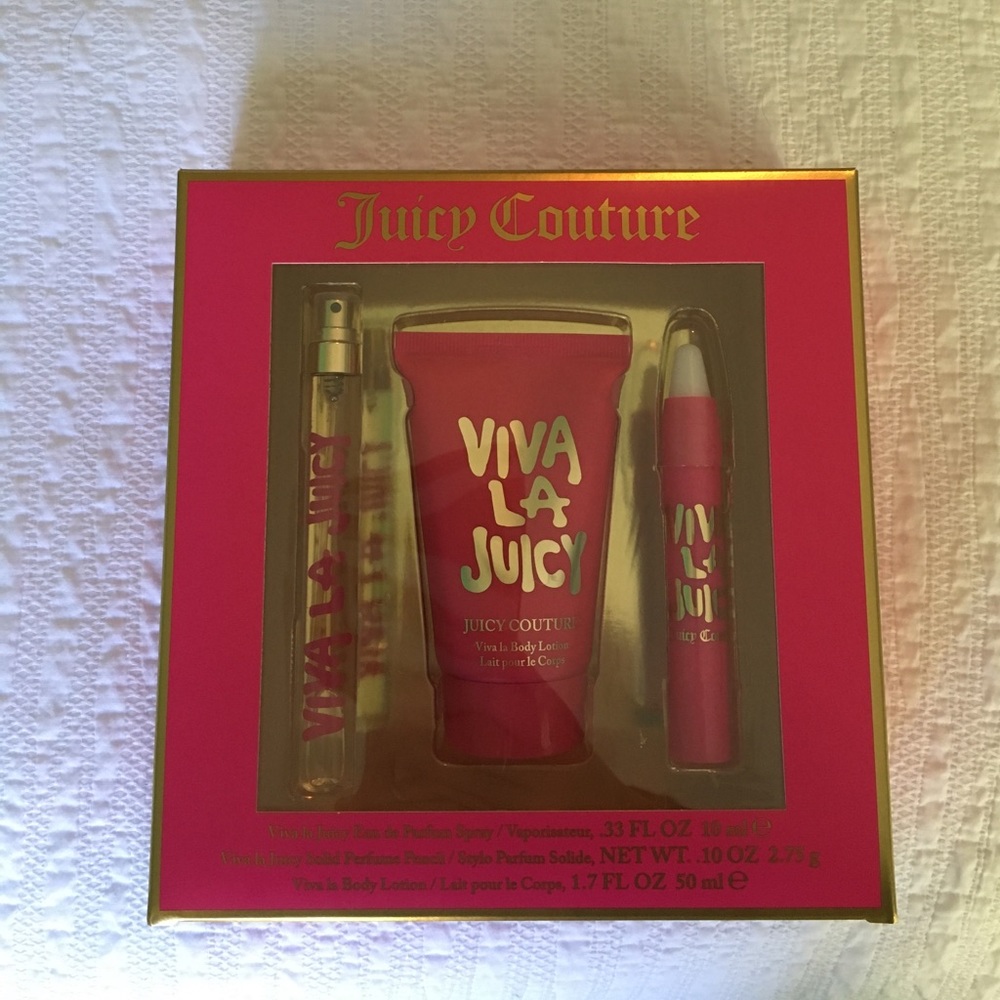 Juicy Couture
VIVA LA JUICY
VIVA
LA
JUICY
JUICY COUTURE
Viva la Body Lotion
Lait pour le Corps
VIVA
LA
JUIC
Juicy Cou
Viva la Juicy Eau de Parfum Spray / Vaporisateur, .33 FL OZ 10 ml ℮
Viva la Juicy Solid Perfume Pencil / Stylo Parfum Solide, NET WT. .10 OZ 2.75 g
Viva la Body Lotion / Lait pour le Corps, 1.7 FL OZ 50 ml ℮